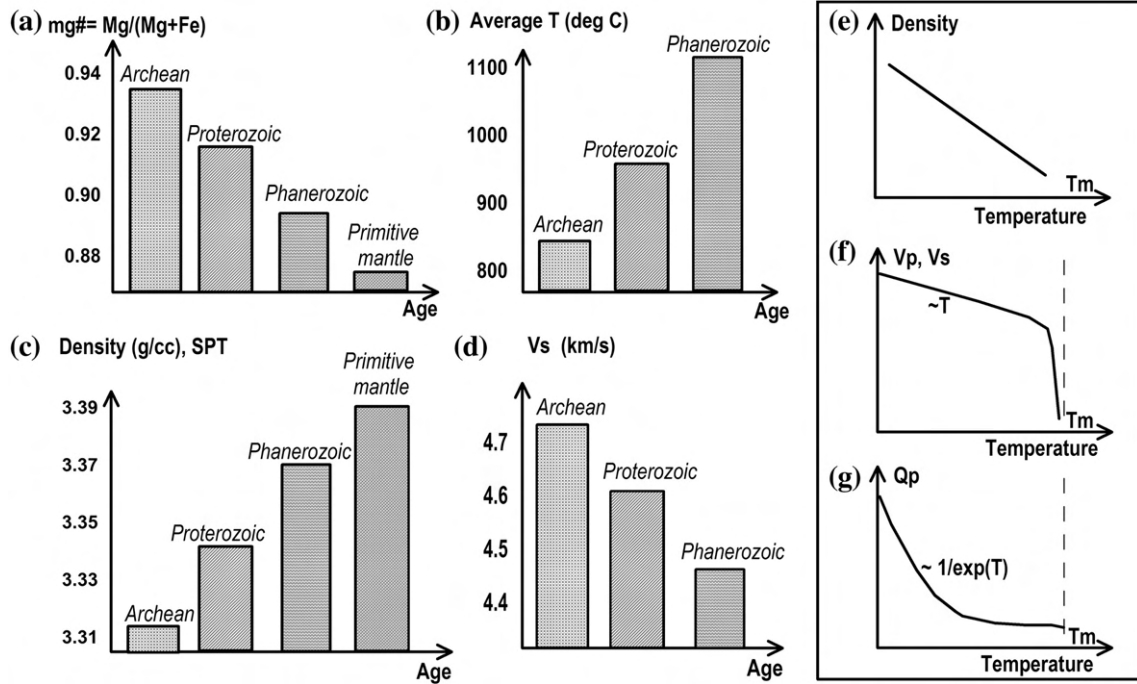 (a) mg#= Mg/(Mg+Fe)
0.94
0.92
0.90
0.88
Archean
Proterozoic
Phanerozoic
Primitive
mantle
Age
(b) Average T (deg C)
1100
1000
900
800
Archean
Proterozoic
Phanerozoic
Age
(c) Density (g/cc), SPT
3.39
3.37
3.35
3.33
3.31
Archean
Proterozoic
Phanerozoic
Primitive
mantle
Age
(d) Vs (km/s)
4.7
4.6
4.5
4.4
Archean
Proterozoic
Phanerozoic
Age
(e) Density
Tm
Temperature
(f) Vp, Vs
~T
Tm
Temperature
(g) Qp
~ 1/exp(T)
Tm
Temperature